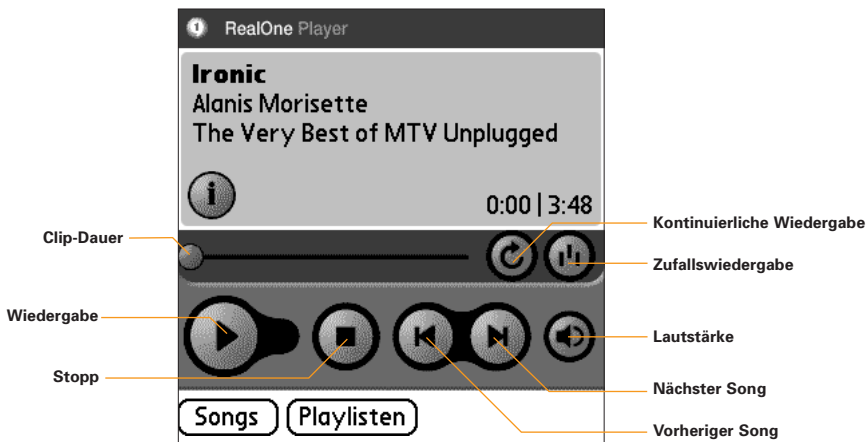 1 RealOne Player
Ironic
Alanis Morisette
The Very Best of MTV Unplugged
i
0:00 | 3:48
Clip-Dauer
Kontinuierliche Wiedergabe
Zufallswiedergabe
Wiedergabe
Lautstärke
Stopp
Nächster Song
Songs
Playlisten
Vorheriger Song